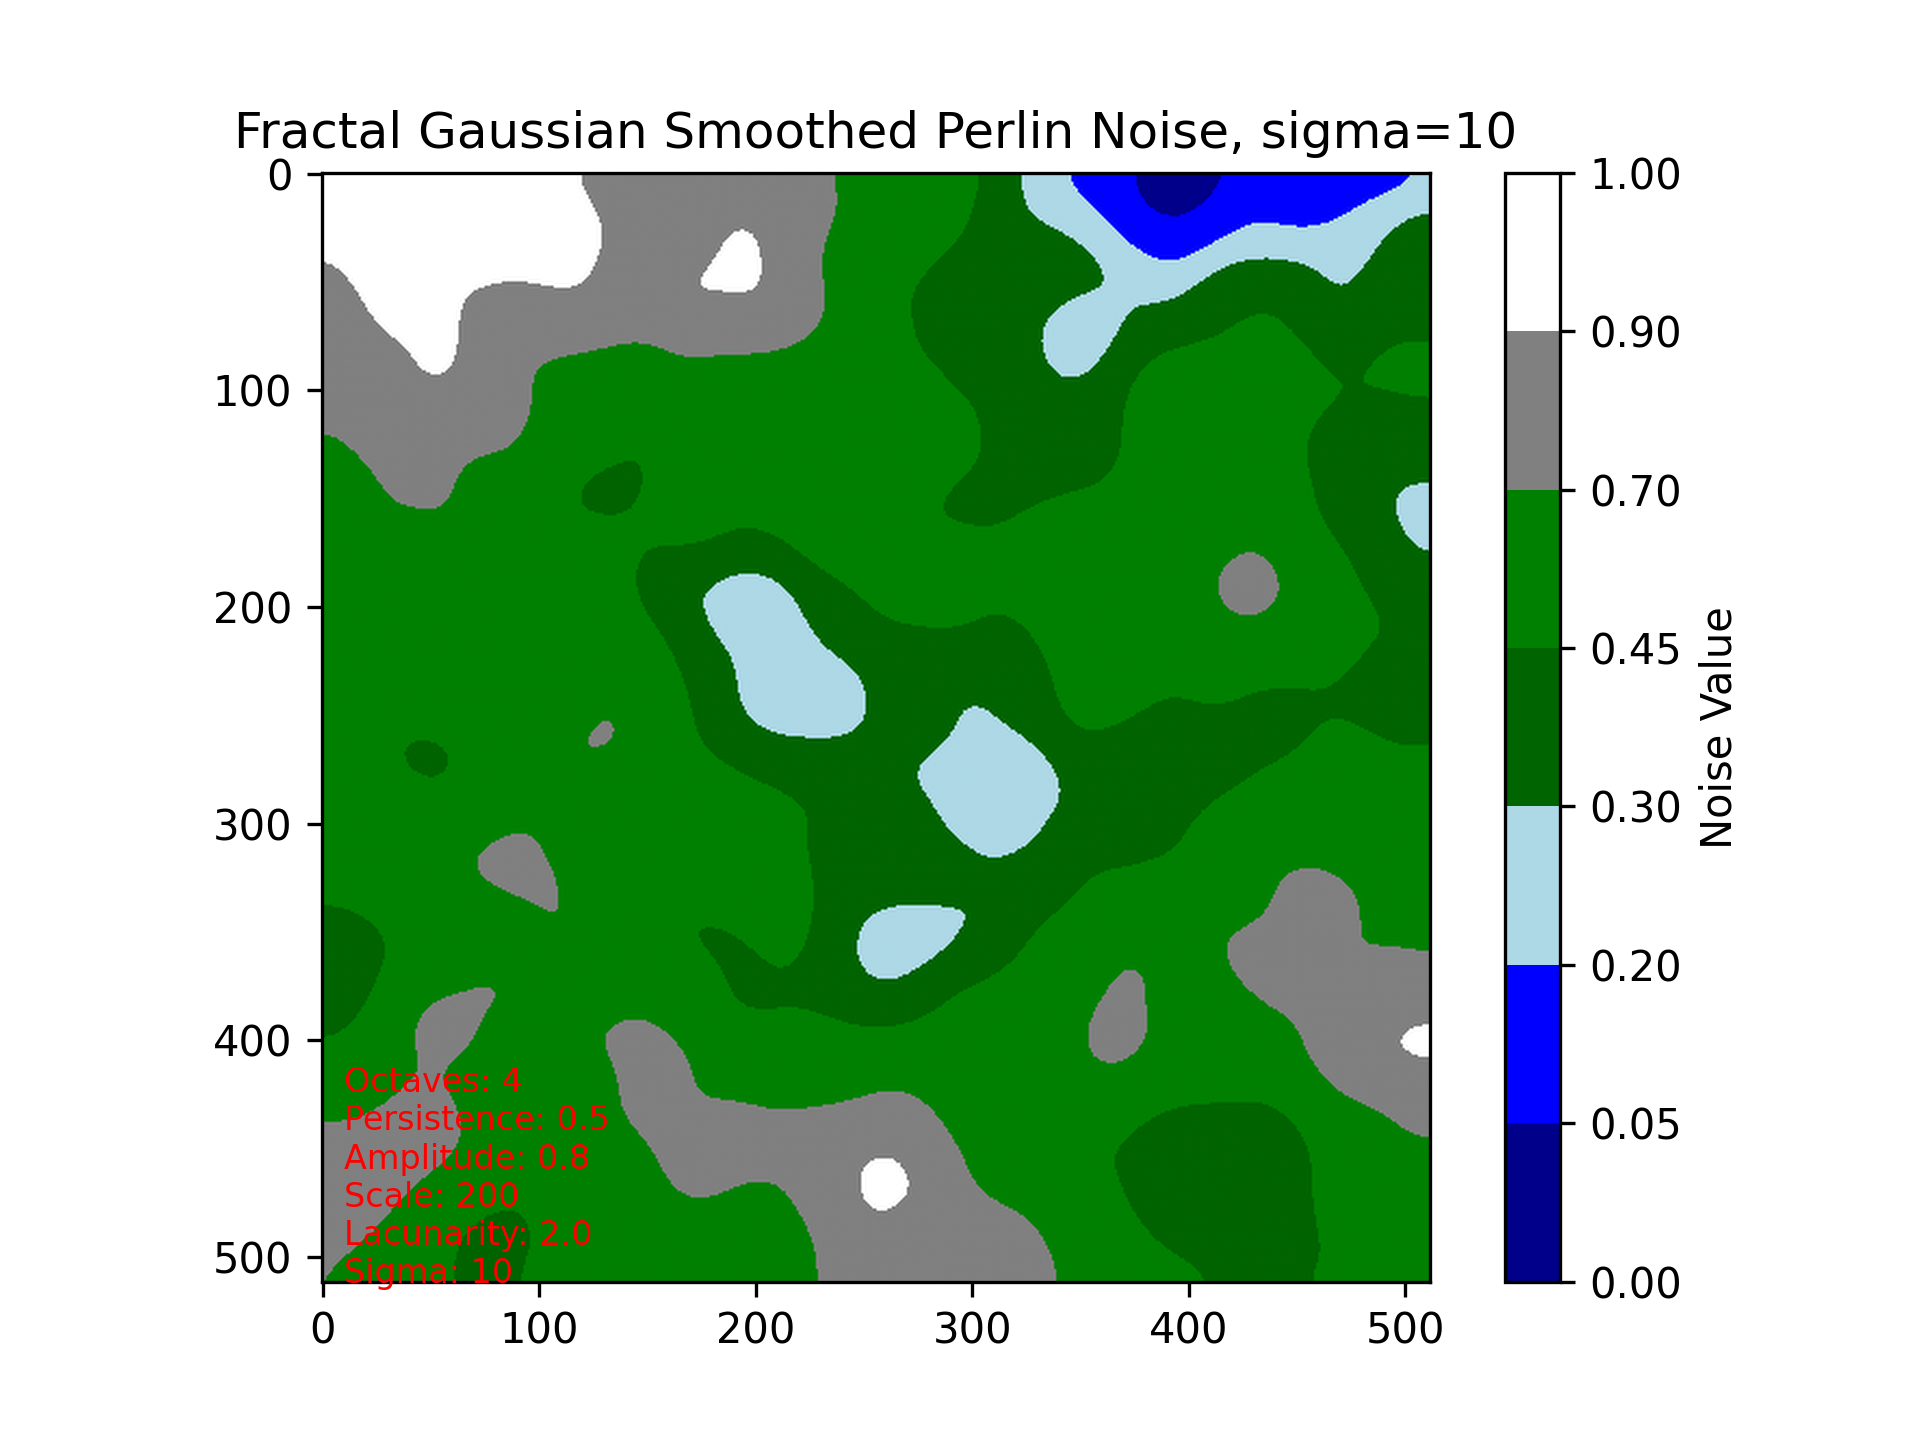 Fractal Gaussian Smoothed Perlin Noise, sigma=10
0
100
200
300
400
500
Octaves: 4
Persistence: 0.5
Amplitude: 0.8
Scale: 200
Lacunarity: 2.0
Sigma: 10
0 100 200 300 400 500
1.00
0.90
0.70
0.45
0.30
0.20
0.05
0.00
Noise Value